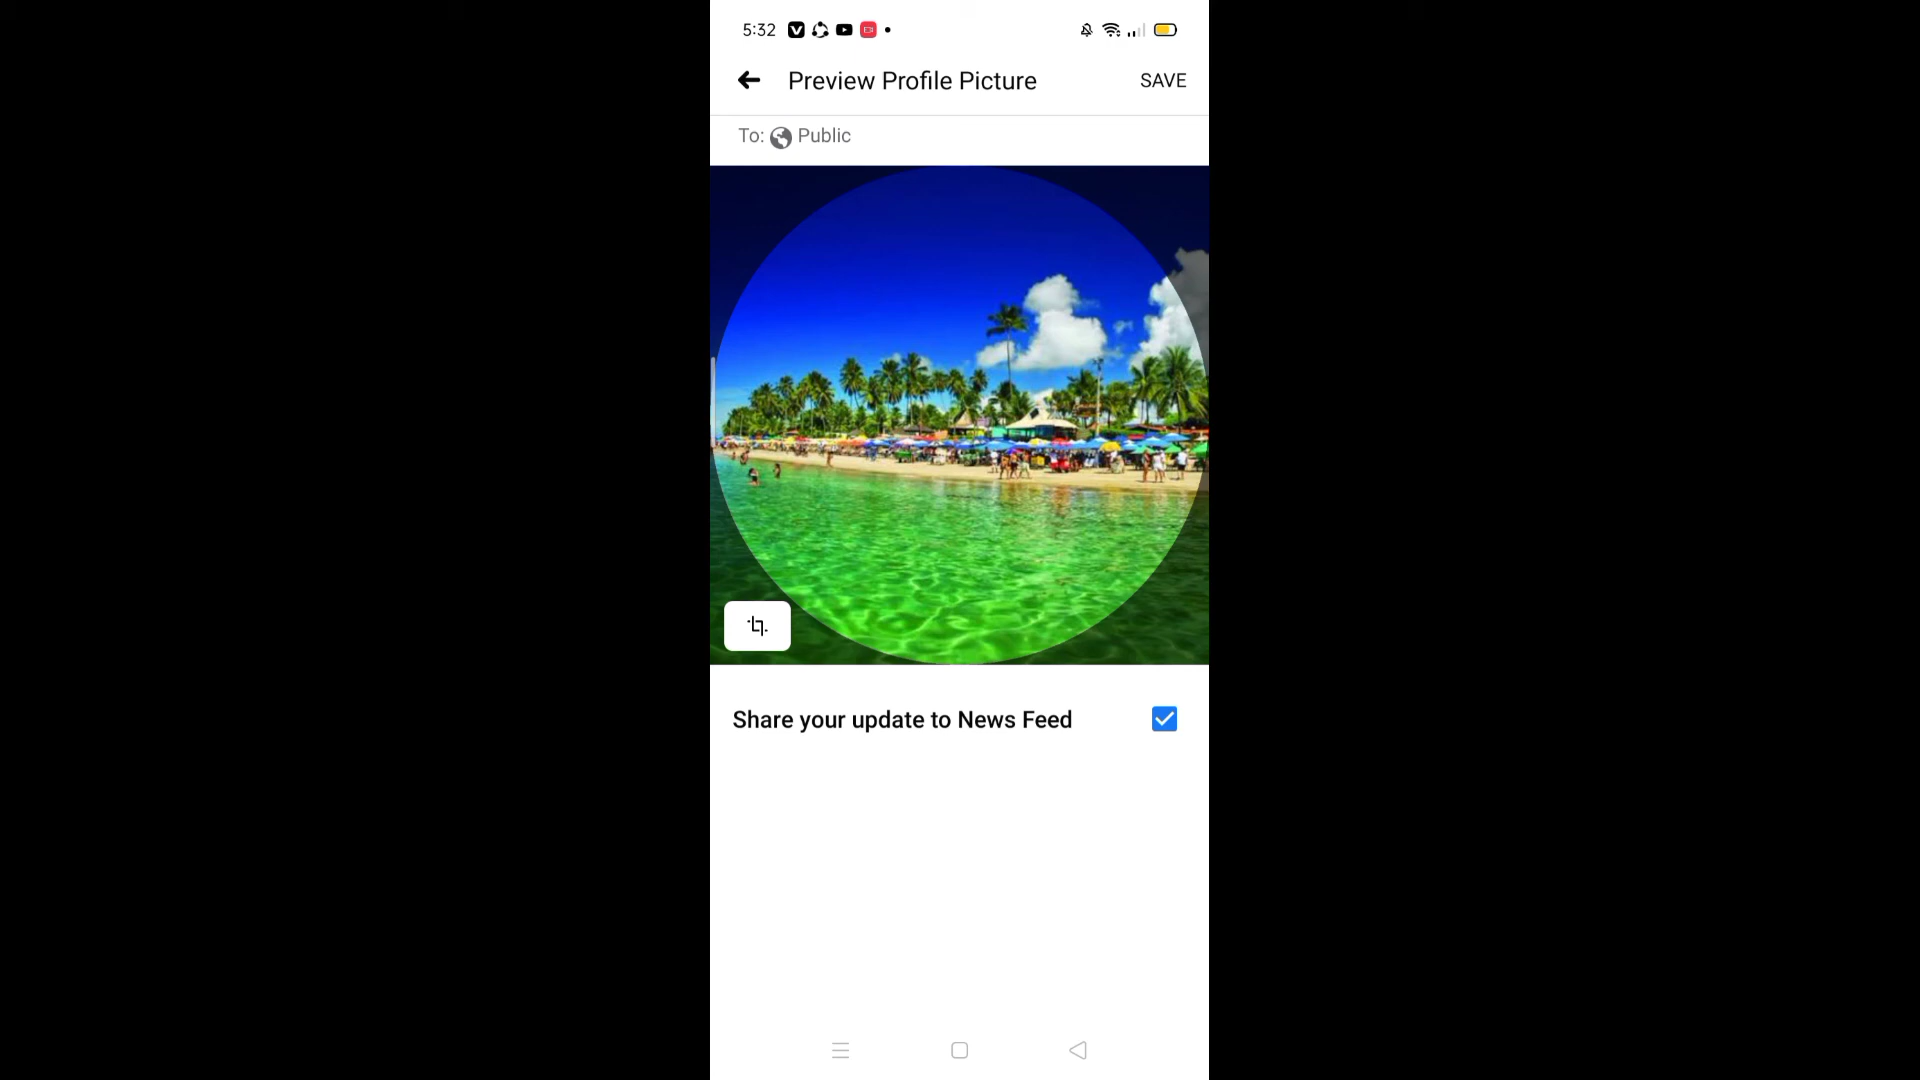 5:32
Preview Profile Picture
SAVE
To: Public
Share your update to News Feed